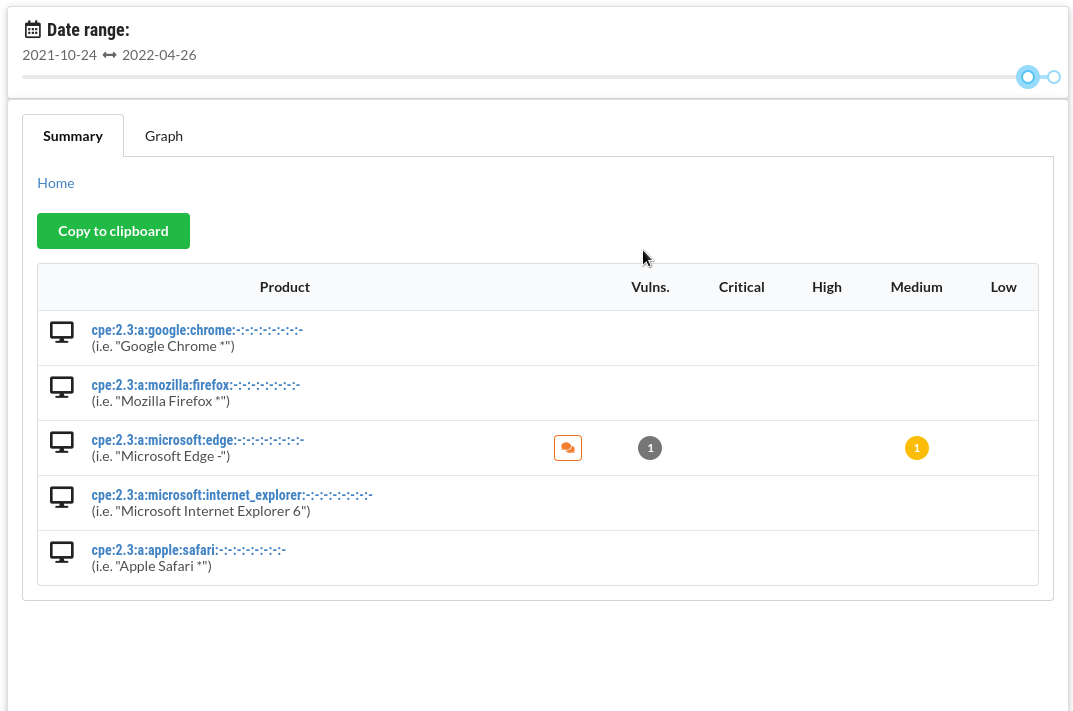 Date range:
2021-10-24 ↔ 2022-04-26
Summary Graph
Home
Copy to clipboard
Product Vulns. Critical High Medium Low
cpe:2.3:a:google:chrome:-:-:-:-:-:-:-:-
(i.e. "Google Chrome *")
cpe:2.3:a:mozilla:firefox:-:-:-:-:-:-:-:-
(i.e. "Mozilla Firefox *")
cpe:2.3:a:microsoft:edge:-:-:-:-:-:-:-:- 1 1
(i.e. "Microsoft Edge -")
cpe:2.3:a:microsoft:internet_explorer:-:-:-:-:-:-:-:-
(i.e. "Microsoft Internet Explorer 6")
cpe:2.3:a:apple:safari:-:-:-:-:-:-:-:-
(i.e. "Apple Safari *")